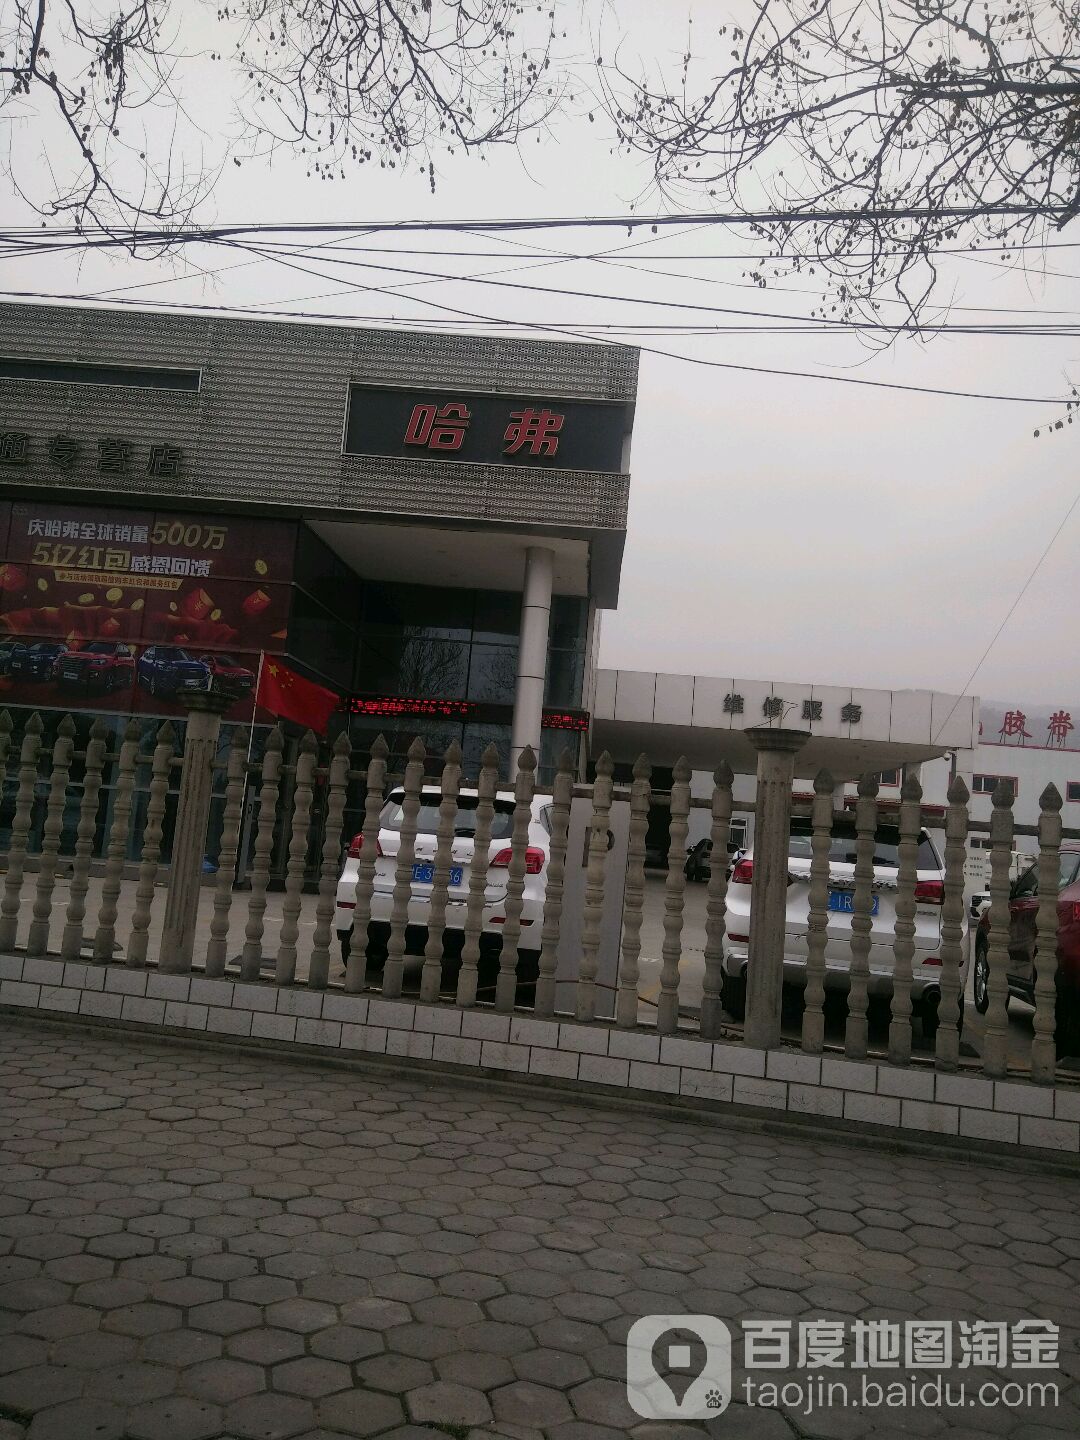 哈弗
通专营店
庆哈弗全球销量500万
5亿红包感恩回馈
维修服务
胶带
P
百度地图淘金
taojin.baidu.com